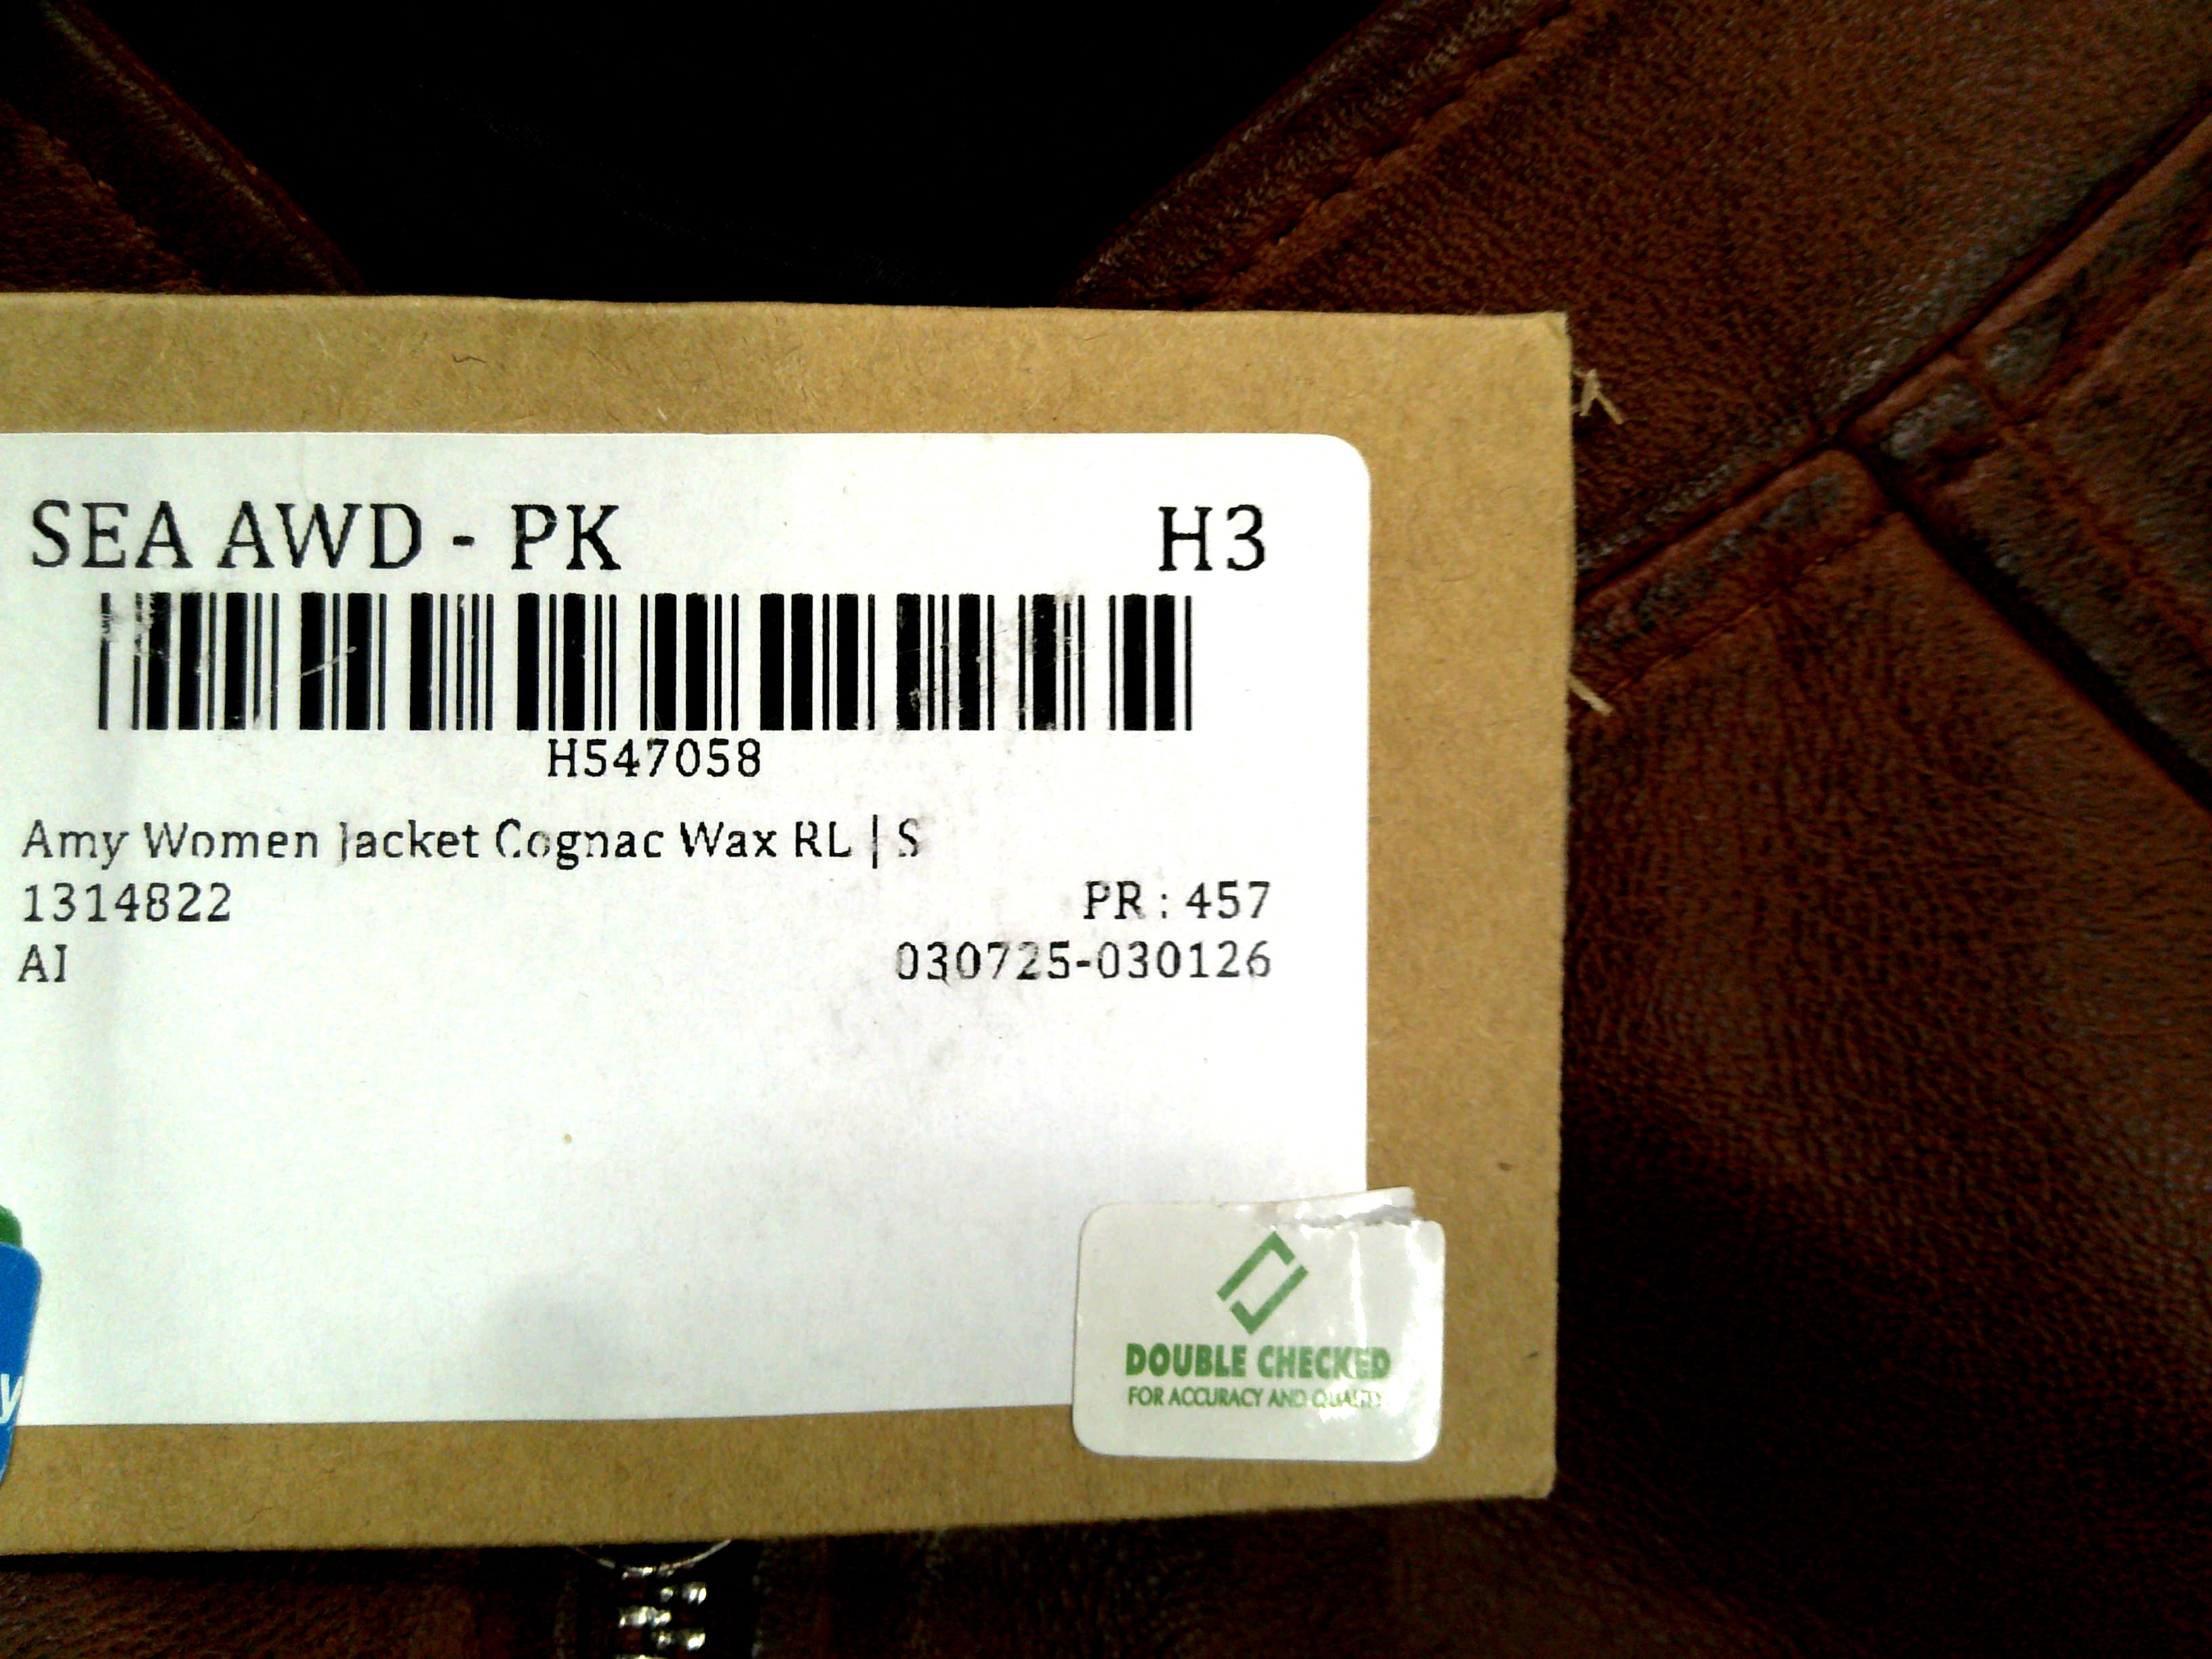 SEA AWD - PK H3
H547058
Amy Women Jacket Cognac Wax RL | S
1314822 PR : 457
AI 030725-030126
DOUBLE CHECKED
FOR ACCURACY AND QUALITY